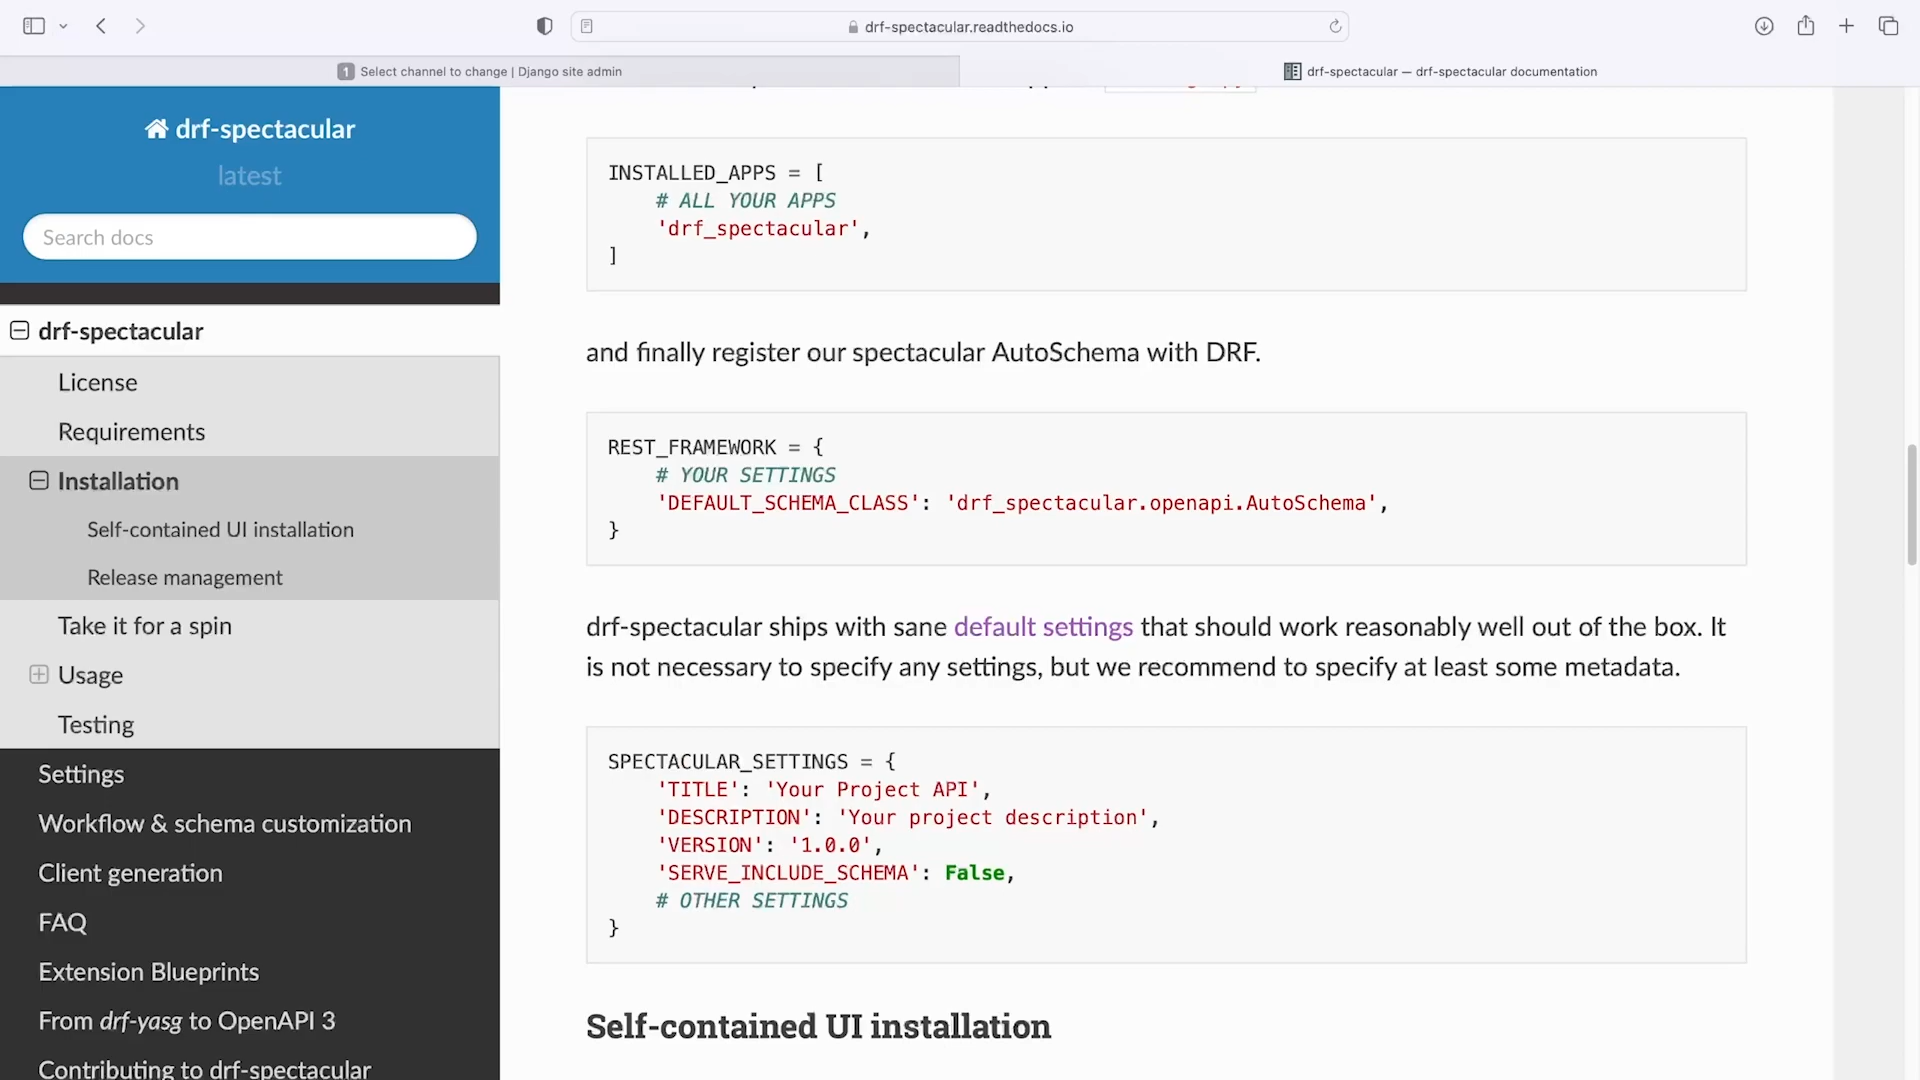 drf-spectacular.readthedocs.io
1 Select channel to change | Django site admin
drf-spectacular — drf-spectacular documentation
drf-spectacular
latest
Search docs
drf-spectacular
License
Requirements
Installation
Self-contained UI installation
Release management
Take it for a spin
Usage
Testing
Settings
Workflow & schema customization
Client generation
FAQ
Extension Blueprints
From drf-yasg to OpenAPI 3
Contributing to drf-spectacular
INSTALLED_APPS = [
    # ALL YOUR APPS
    'drf_spectacular',
]
and finally register our spectacular AutoSchema with DRF.
REST_FRAMEWORK = {
    # YOUR SETTINGS
    'DEFAULT_SCHEMA_CLASS': 'drf_spectacular.openapi.AutoSchema',
}
drf-spectacular ships with sane default settings that should work reasonably well out of the box. It
is not necessary to specify any settings, but we recommend to specify at least some metadata.
SPECTACULAR_SETTINGS = {
    'TITLE': 'Your Project API',
    'DESCRIPTION': 'Your project description',
    'VERSION': '1.0.0',
    'SERVE_INCLUDE_SCHEMA': False,
    # OTHER SETTINGS
}
Self-contained UI installation